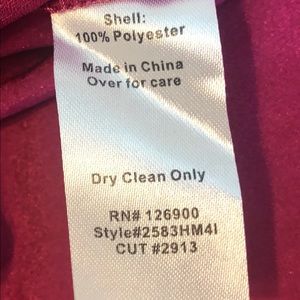 Shell:
100% Polyester
Made in China
Over for care
Dry Clean Only
RN# 126900
Style#2583HM4I
CUT #2913